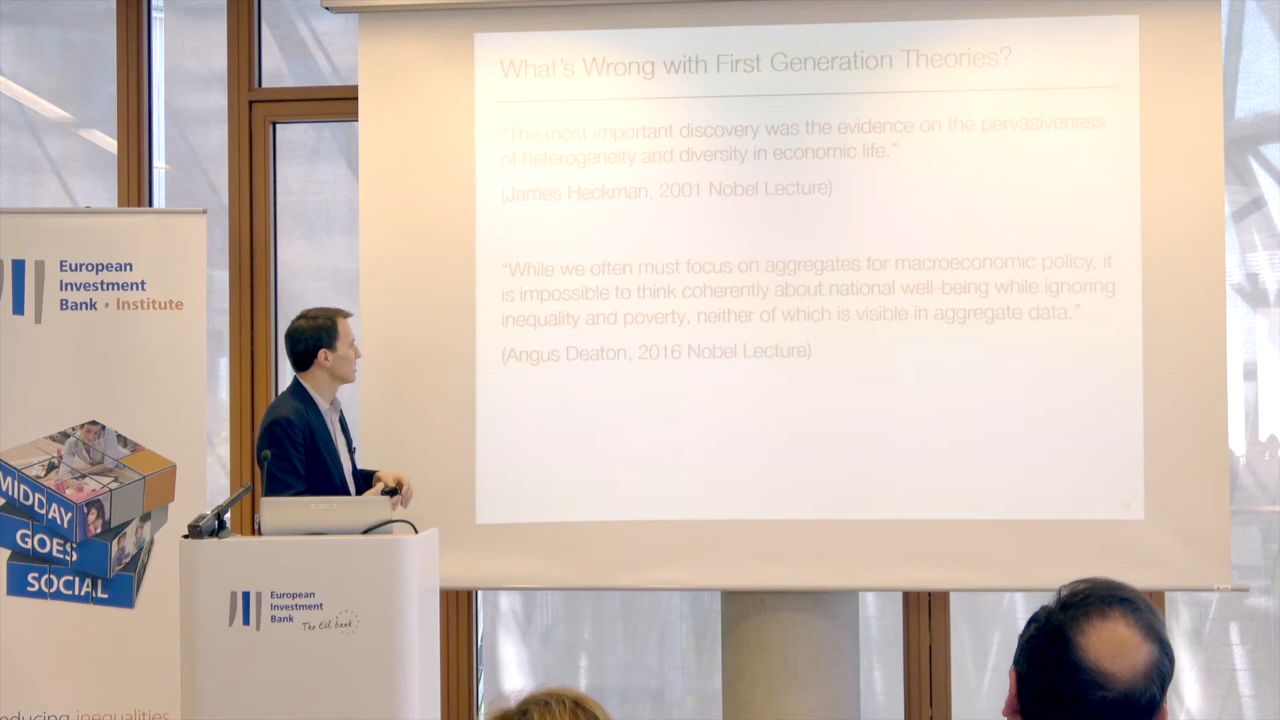 What's Wrong with First Generation Theories?
"The most important discovery was the evidence on the pervasiveness
of heterogeneity and diversity in economic life."
(James Heckman, 2001 Nobel Lecture)
"While we often must focus on aggregates for macroeconomic policy, it
is impossible to think coherently about national well-being while ignoring
inequality and poverty, neither of which is visible in aggregate data."
(Angus Deaton, 2016 Nobel Lecture)
European
Investment
Bank • Institute
MIDDAY
GOES
SOCIAL
inequalities
European
Investment
Bank
The EU bank